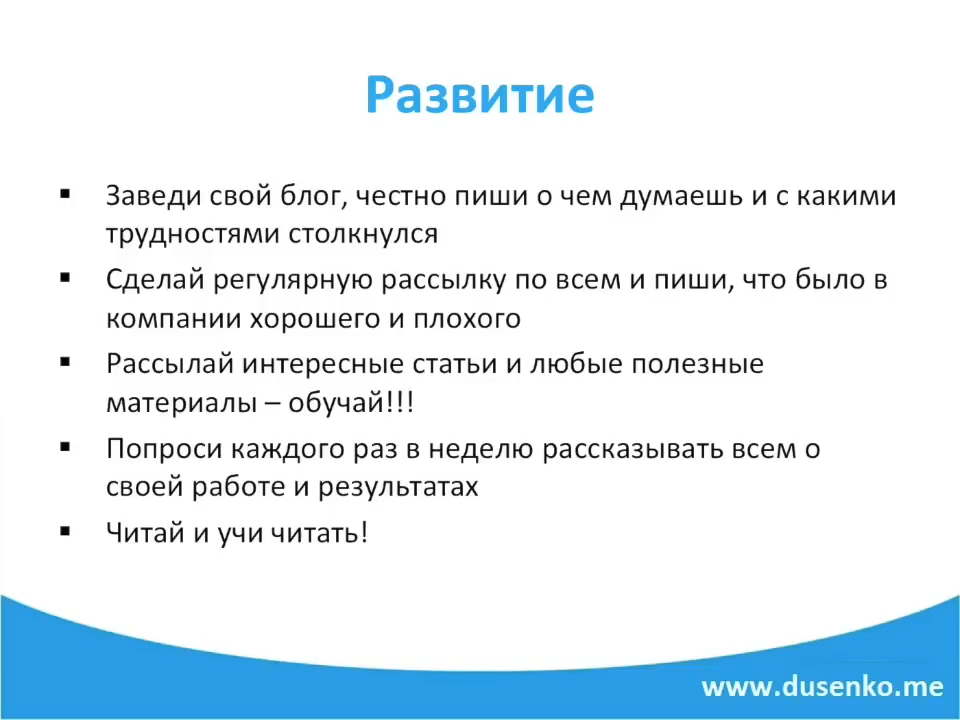 Развитие
▪ Заведи свой блог, честно пиши о чем думаешь и с какими
трудностями столкнулся
▪ Сделай регулярную рассылку по всем и пиши, что было в
компании хорошего и плохого
▪ Рассылай интересные статьи и любые полезные
материалы – обучай!!!
▪ Попроси каждого раз в неделю рассказывать всем о
своей работе и результатах
▪ Читай и учи читать!
www.dusenko.me